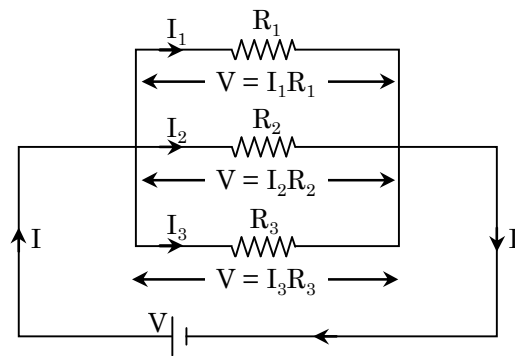 R₁
I₁
V = I₁R₁
R₂
I₂
V = I₂R₂
R₃
I₃
V = I₃R₃
I
I
V